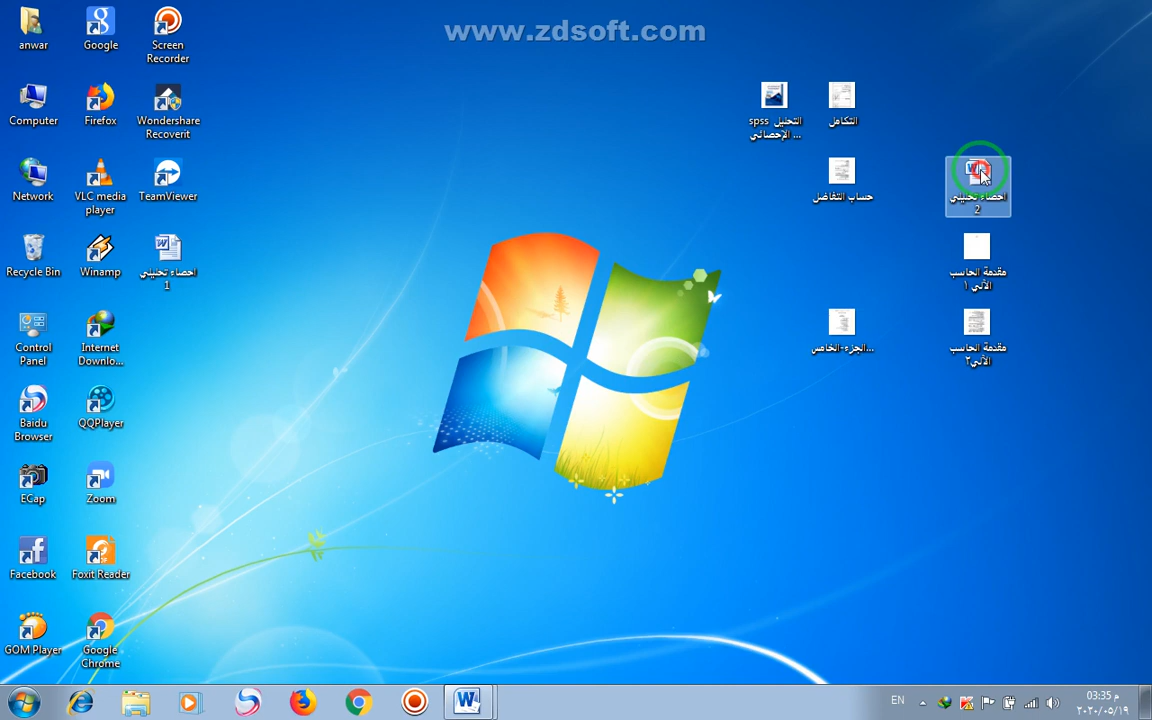 www.zdsoft.com
anwar
Google
Screen
Recorder
Computer
Firefox
Wondershare
Recoverit
Network
VLC media
player
TeamViewer
Recycle Bin
Winamp
احصاء تحليلي
1
Control
Panel
Internet
Downlo...
Baidu
Browser
QQPlayer
ECap
Zoom
Facebook
Foxit Reader
GOM Player
Google
Chrome
التحليل spss
الإحصائي ...
التكامل
حساب التفاضل
احصاء تحليلي
2
مقدمة الحاسب
الآلي ١
الجزء-الخامس...
مقدمة الحاسب
الآلي٢
EN
03:35 م
٢٠٢٠/٠٥/١٩